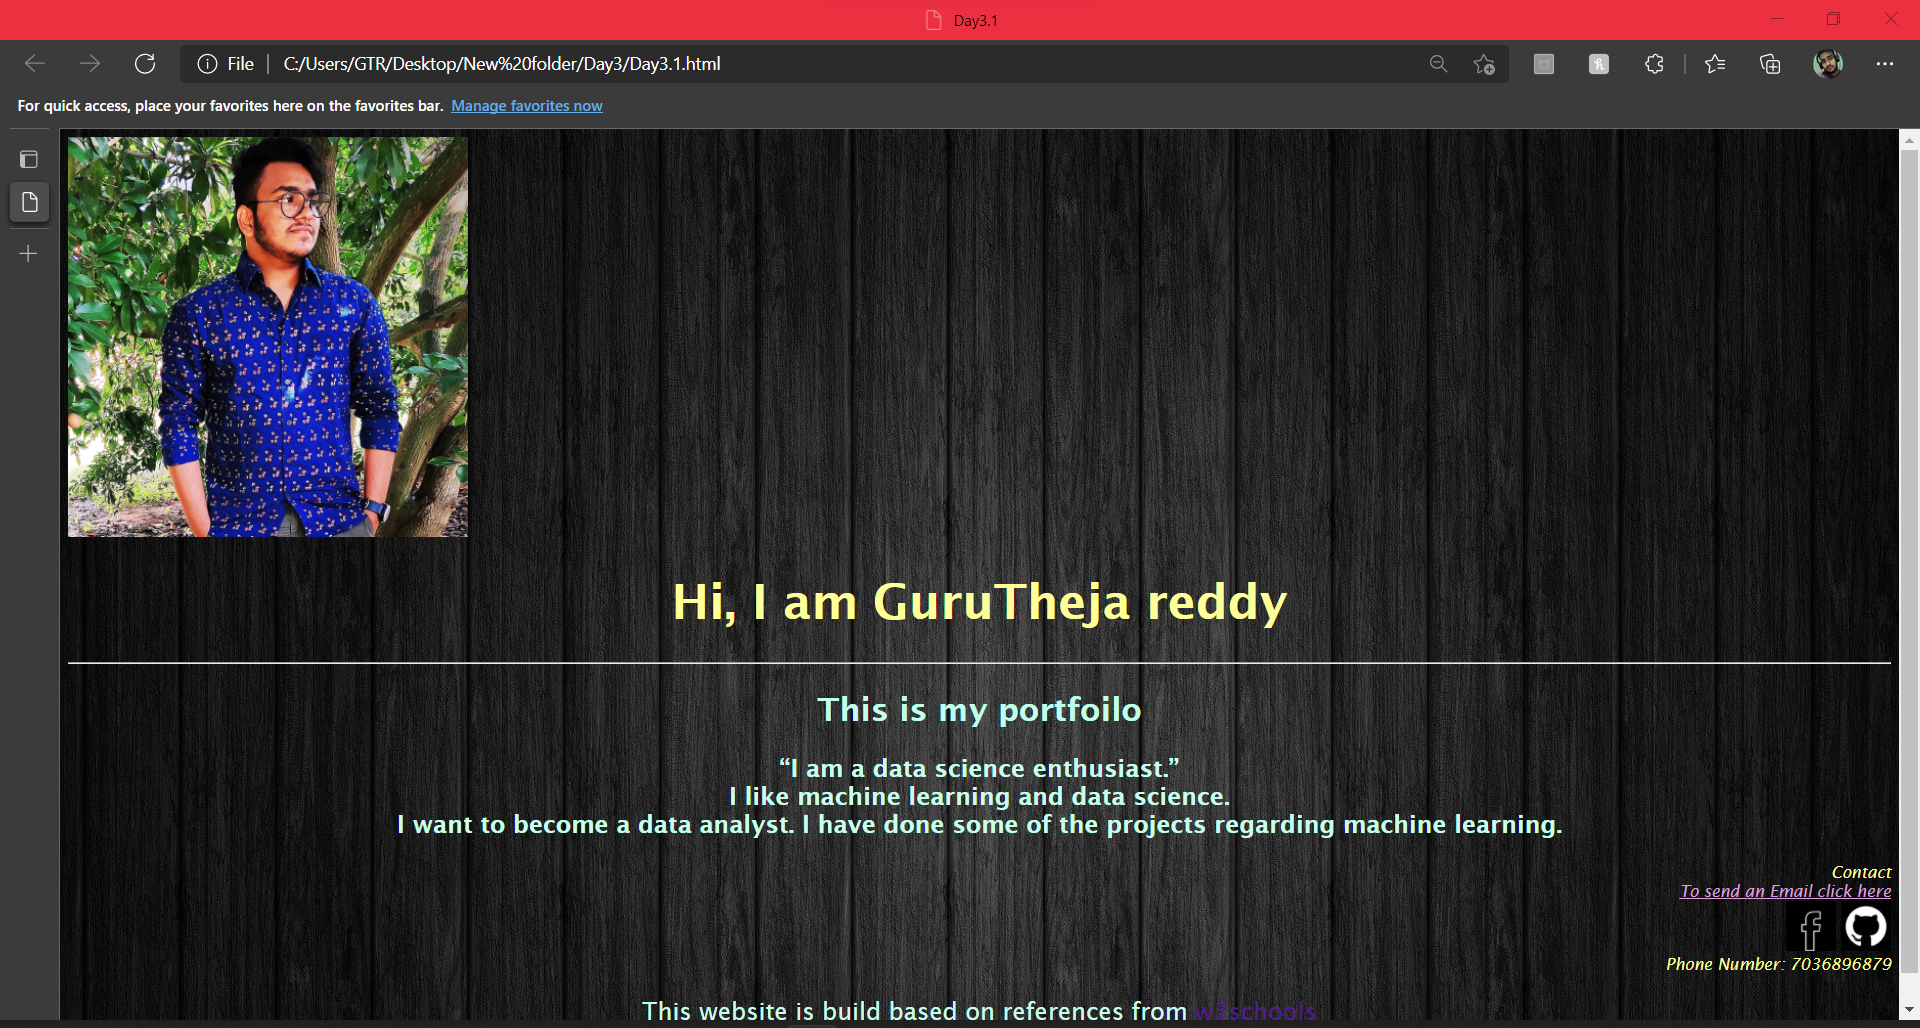 Day3.1
File
C:/Users/GTR/Desktop/New%20folder/Day3/Day3.1.html
For quick access, place your favorites here on the favorites bar. Manage favorites now
Hi, I am GuruTheja reddy
This is my portfoilo
“I am a data science enthusiast.”
I like machine learning and data science.
I want to become a data analyst. I have done some of the projects regarding machine learning.
Contact
To send an Email click here
Phone Number: 7036896879
This website is build based on references from w3schools